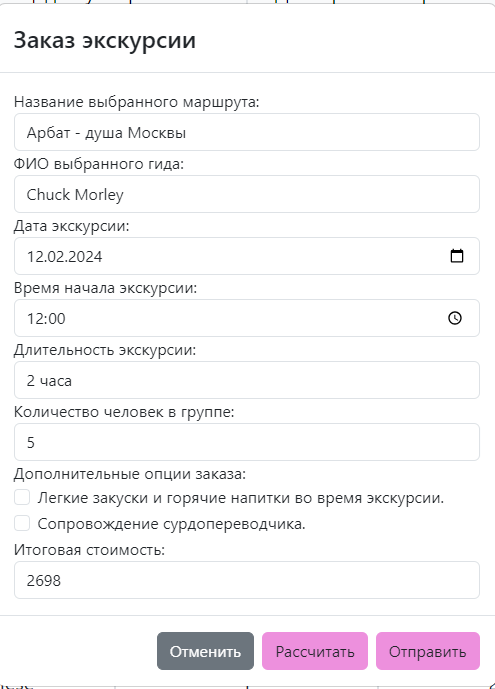 Заказ экскурсии
Название выбранного маршрута:
Арбат - душа Москвы
ФИО выбранного гида:
Chuck Morley
Дата экскурсии:
12.02.2024
Время начала экскурсии:
12:00
Длительность экскурсии:
2 часа
Количество человек в группе:
5
Дополнительные опции заказа:
Легкие закуски и горячие напитки во время экскурсии.
Сопровождение сурдопереводчика.
Итоговая стоимость:
2698
Отменить Рассчитать Отправить